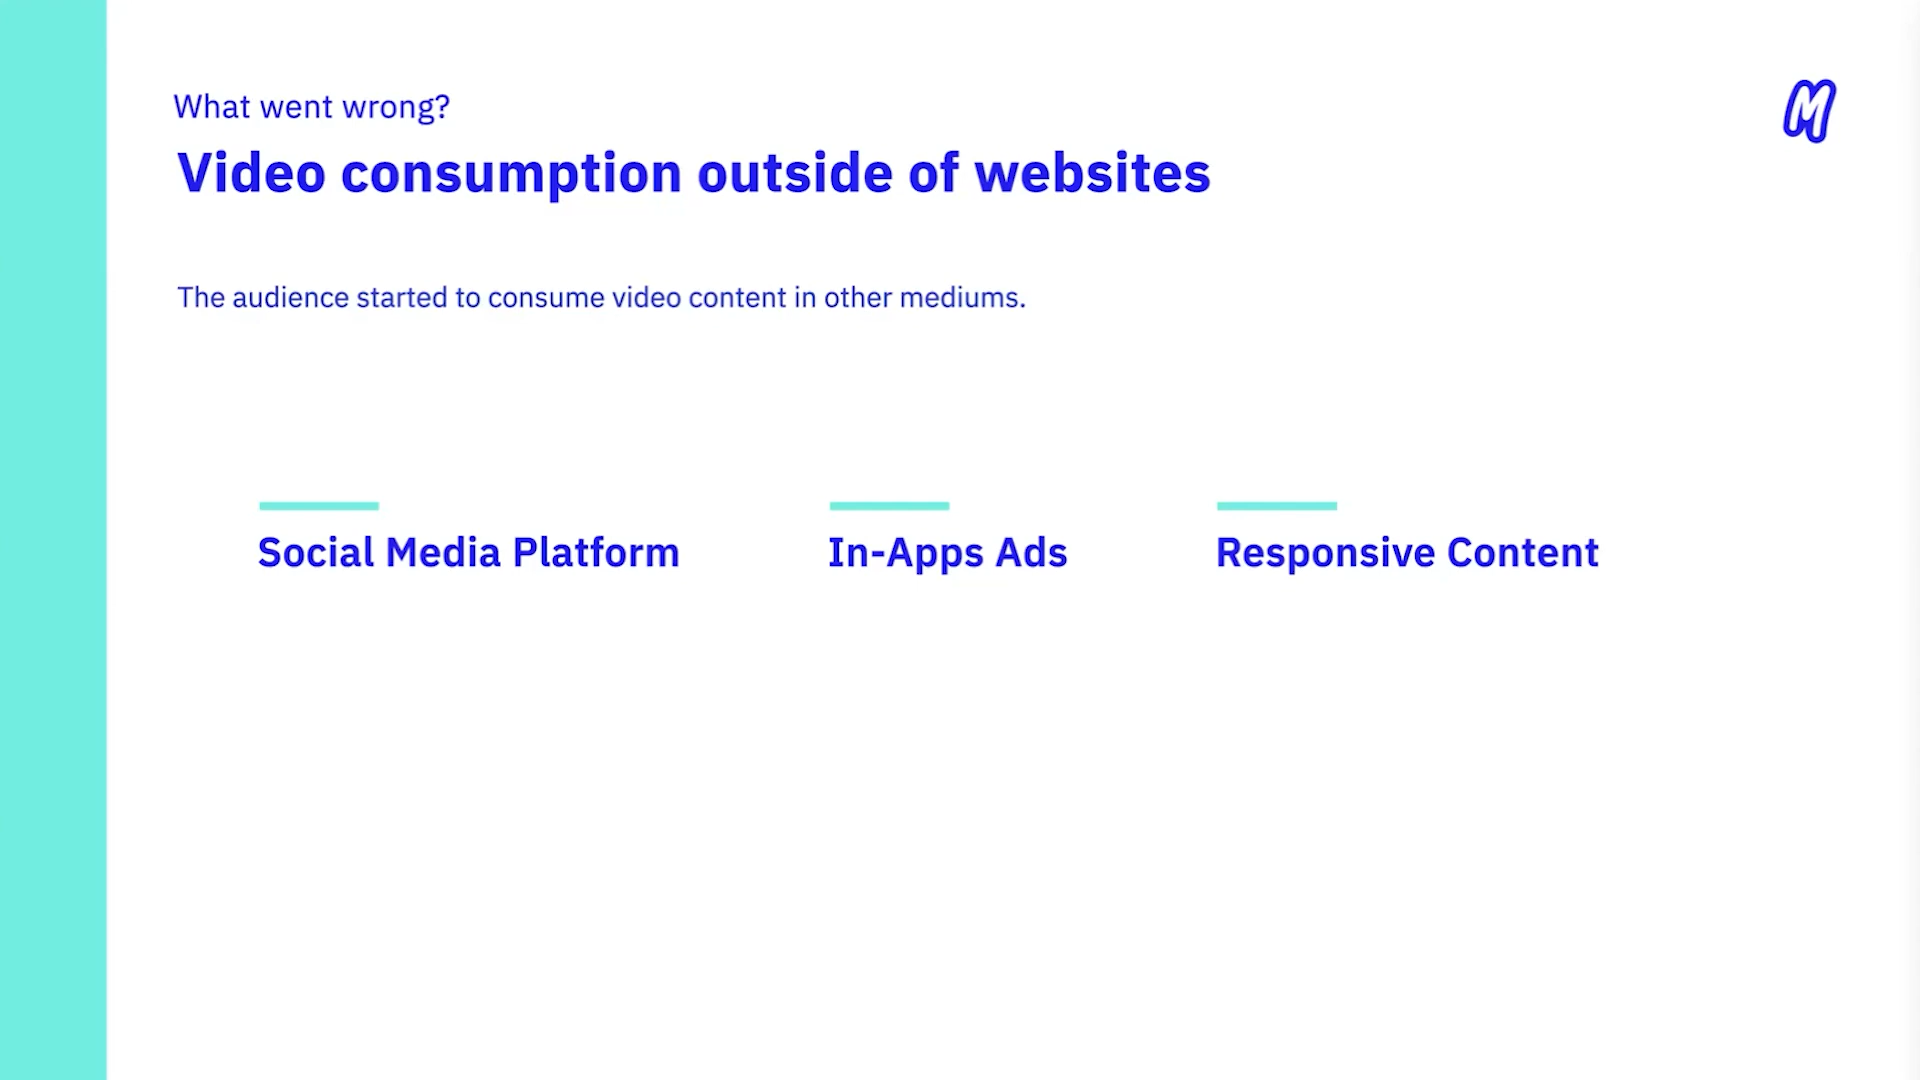 What went wrong?
M
Video consumption outside of websites
The audience started to consume video content in other mediums.
Social Media Platform
In-Apps Ads
Responsive Content